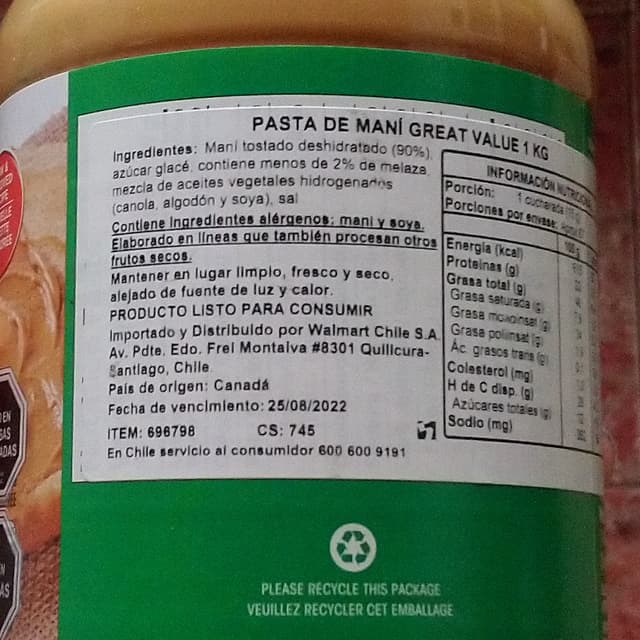 PASTA DE MANÍ GREAT VALUE 1 KG
Ingredientes: Maní tostado deshidratado (90%),
azúcar glacé, contiene menos de 2% de melaza,
mezcla de aceites vegetales hidrogenados
(canola, algodón y soya), sal
Contiene Ingredientes alérgenos: maní y soya.
Elaborado en líneas que también procesan otros
frutos secos.
Mantener en lugar limpio, fresco y seco,
alejado de fuente de luz y calor.
PRODUCTO LISTO PARA CONSUMIR
Importado y Distribuido por Walmart Chile S.A.
Av. Pdte. Edo. Frei Montalva #8301 Quilicura-
Santiago, Chile.
País de origen: Canadá
Fecha de vencimiento: 25/08/2022
ITEM: 696798 CS: 745
En Chile servicio al consumidor 600 600 9191
INFORMACIÓN
Porción: 1 cucharada
Porciones por envase:
100 g
Energía (kcal)
Proteínas (g)
Grasa total (g)
Grasa saturada (g)
Grasa monoinsat (g)
Grasa poliinsat (g)
Ác. grasos trans (g)
Colesterol (mg)
H de C disp. (g)
Azúcares totales (g)
Sodio (mg)
PLEASE RECYCLE THIS PACKAGE
VEUILLEZ RECYCLER CET EMBALLAGE